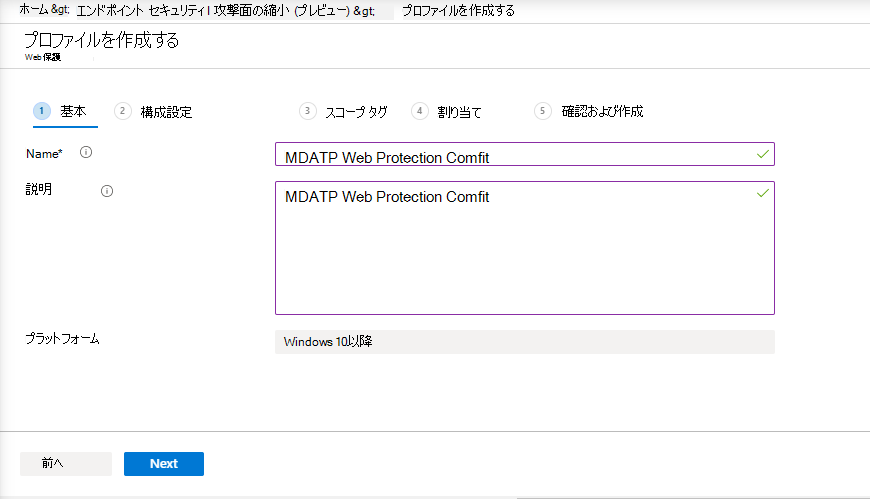 ホーム &gt; エンドポイント セキュリティ | 攻撃面の縮小 (プレビュー) &gt; プロファイルを作成する
プロファイルを作成する
Web 保護
1 基本 2 構成設定 3 スコープ タグ 4 割り当て 5 確認および作成
Name*
MDATP Web Protection Comfit
説明
MDATP Web Protection Comfit
プラットフォーム
Windows 10以降
前へ
Next